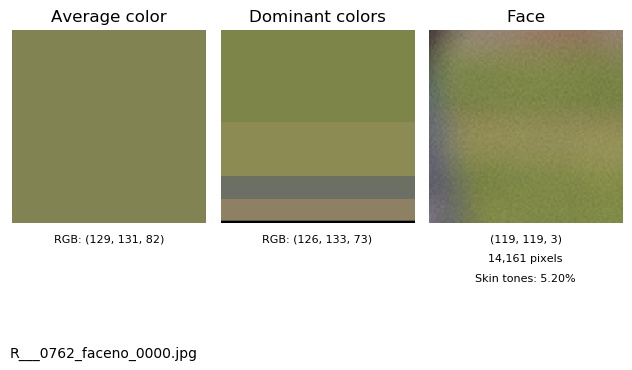 Average color
Dominant colors
Face
RGB: (129, 131, 82)
RGB: (126, 133, 73)
(119, 119, 3)
14,161 pixels
Skin tones: 5.20%
R___0762_faceno_0000.jpg